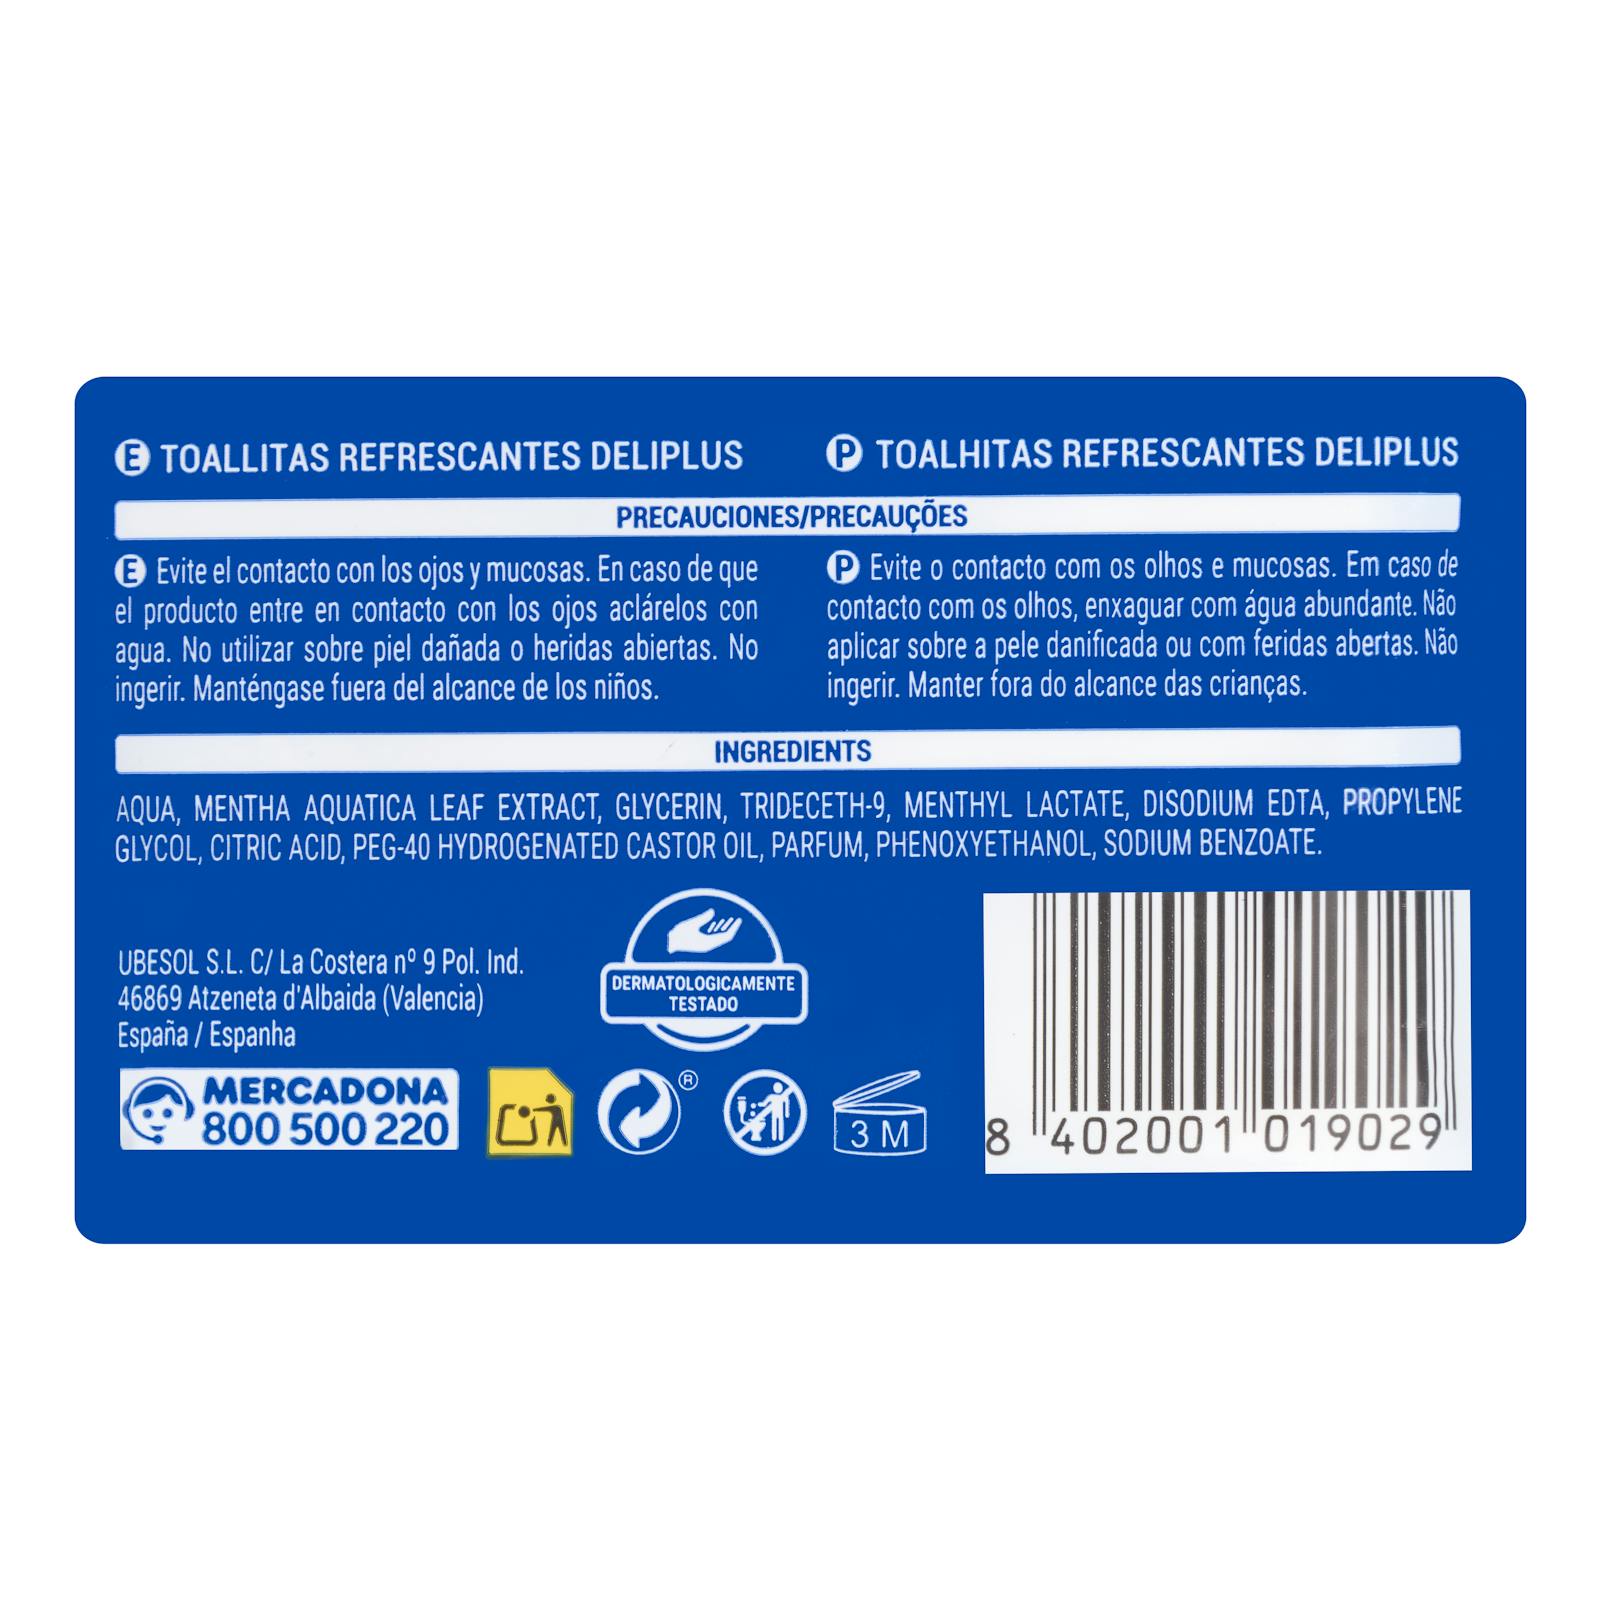 E TOALLITAS REFRESCANTES DELIPLUS
P TOALHITAS REFRESCANTES DELIPLUS
PRECAUCIONES/PRECAUÇÕES
E Evite el contacto con los ojos y mucosas. En caso de que
el producto entre en contacto con los ojos aclárelos con
agua. No utilizar sobre piel dañada o heridas abiertas. No
ingerir. Manténgase fuera del alcance de los niños.
P Evite o contacto com os olhos e mucosas. Em caso de
contacto com os olhos, enxaguar com água abundante. Não
aplicar sobre a pele danificada ou com feridas abertas. Não
ingerir. Manter fora do alcance das crianças.
INGREDIENTS
AQUA, MENTHA AQUATICA LEAF EXTRACT, GLYCERIN, TRIDECETH-9, MENTHYL LACTATE, DISODIUM EDTA, PROPYLENE
GLYCOL, CITRIC ACID, PEG-40 HYDROGENATED CASTOR OIL, PARFUM, PHENOXYETHANOL, SODIUM BENZOATE.
UBESOL S.L. C/ La Costera nº 9 Pol. Ind.
46869 Atzeneta d'Albaida (Valencia)
España / Espanha
DERMATOLOGICAMENTE
TESTADO
MERCADONA
800 500 220
®
3 M
8 402001 019029